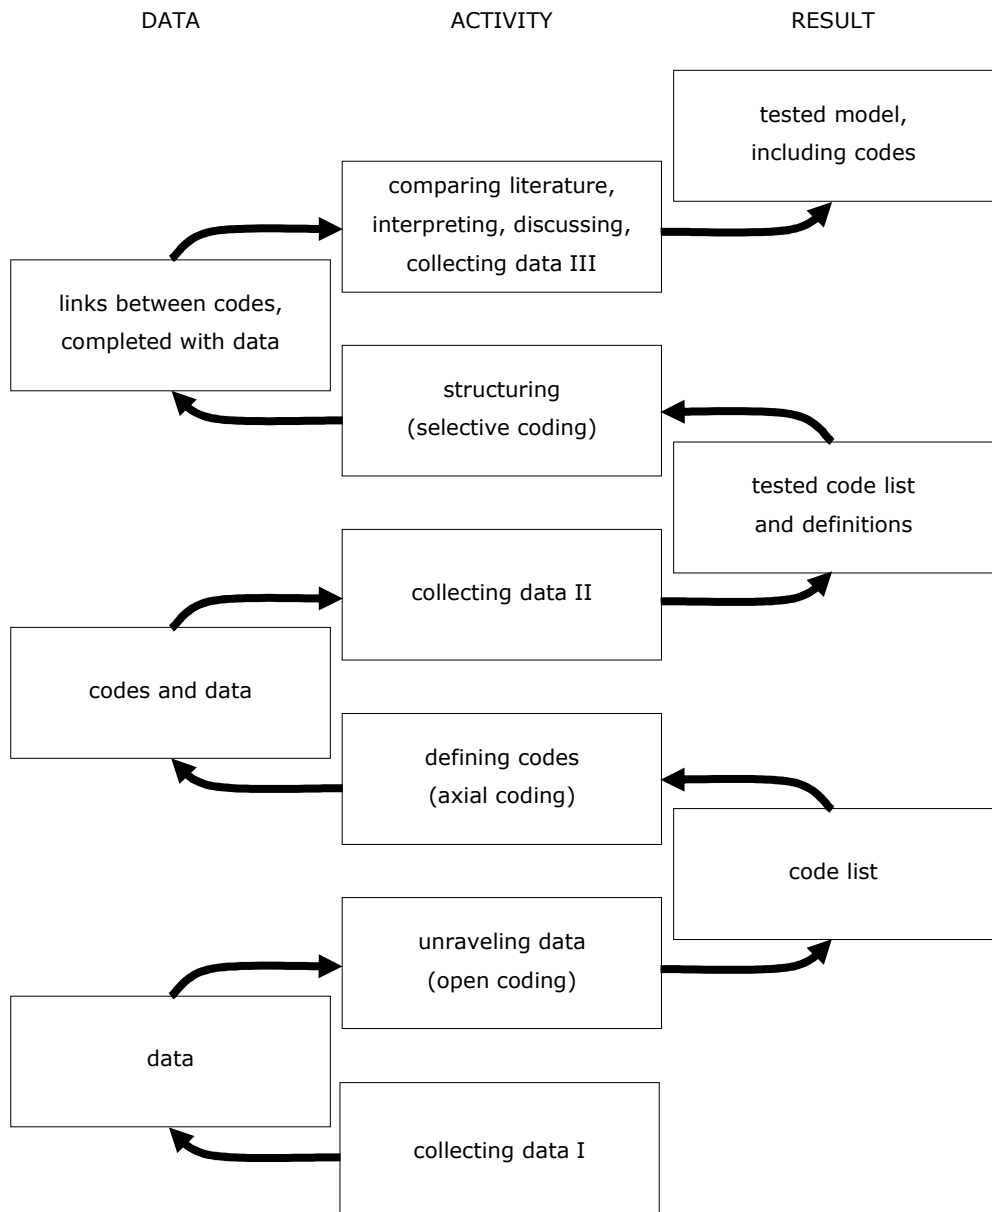 DATA
ACTIVITY
RESULT
tested model,
including codes
comparing literature,
interpreting, discussing,
collecting data III
links between codes,
completed with data
structuring
(selective coding)
tested code list
and definitions
collecting data II
codes and data
defining codes
(axial coding)
code list
unraveling data
(open coding)
data
collecting data I